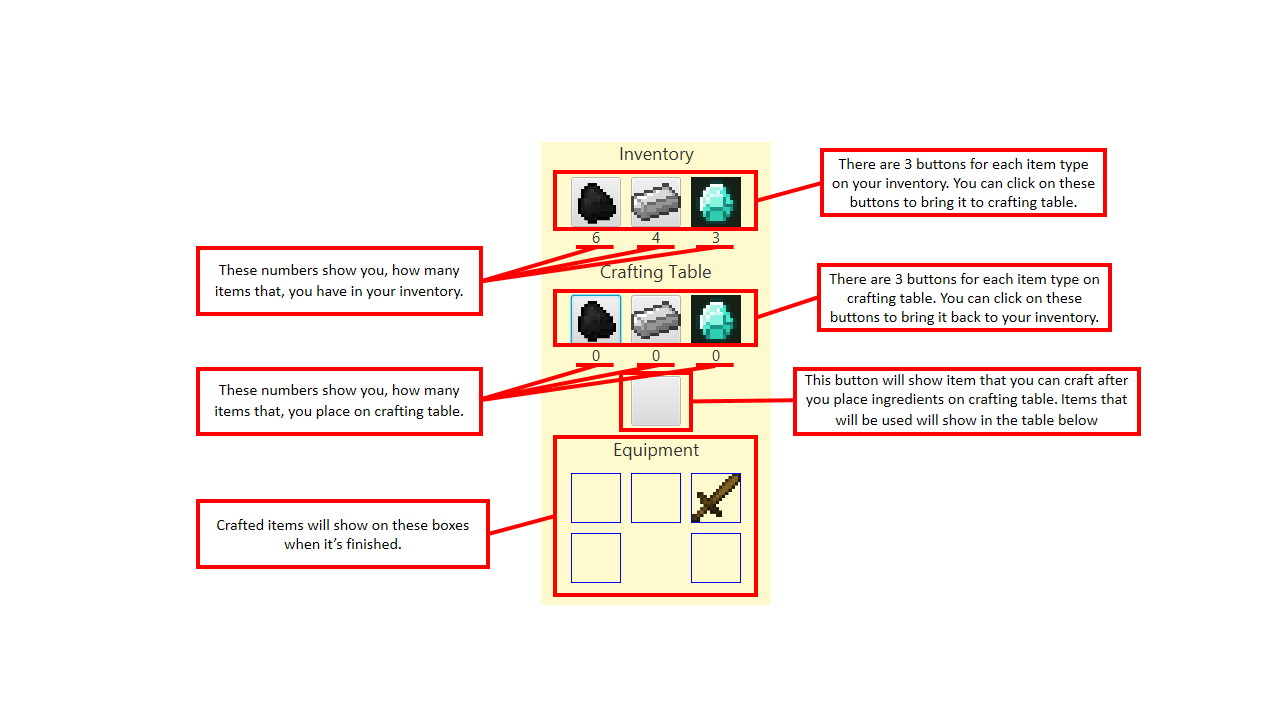 Inventory
There are 3 buttons for each item type
on your inventory. You can click on these
buttons to bring it to crafting table.
6 4 3
These numbers show you, how many
items that, you have in your inventory.
Crafting Table
There are 3 buttons for each item type on
crafting table. You can click on these
buttons to bring it back to your inventory.
0 0 0
These numbers show you, how many
items that, you place on crafting table.
This button will show item that you can craft after
you place ingredients on crafting table. Items that
will be used will show in the table below
Equipment
Crafted items will show on these boxes
when it’s finished.